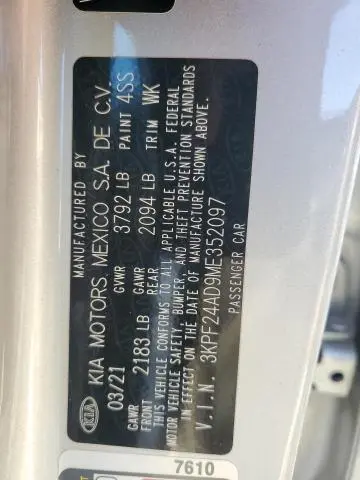 MANUFACTURED BY
KIA KIA MOTORS MEXICO S.A. DE C.V.
03/21 GVWR 3792 LB PAINT 4SS
GAWR FRONT 2183 LB GAWR REAR 2094 LB TRIM WK
THIS VEHICLE CONFORMS TO ALL APPLICABLE U.S.A. FEDERAL
MOTOR VEHICLE SAFETY, BUMPER, AND THEFT PREVENTION STANDARDS
IN EFFECT ON THE DATE OF MANUFACTURE SHOWN ABOVE.
V.I.N. 3KPF24AD9ME352097
PASSENGER CAR
7610